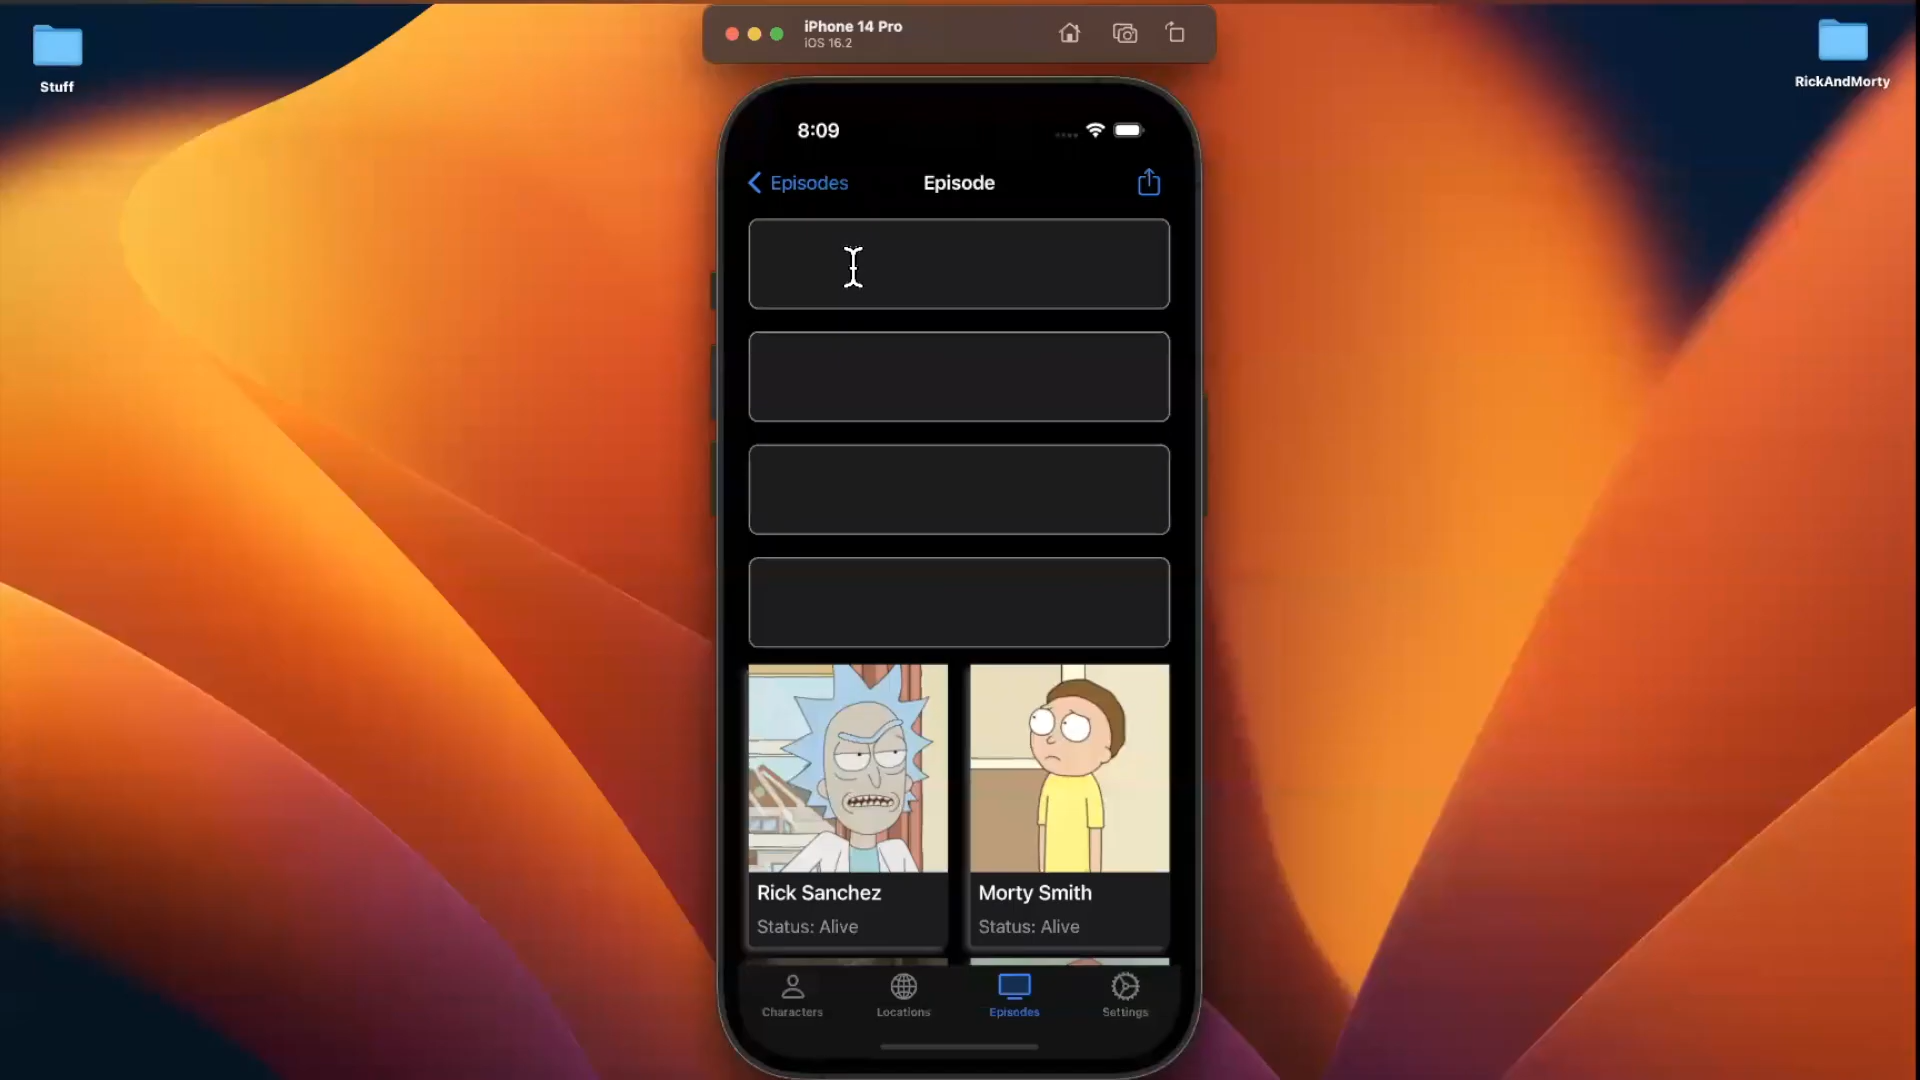 Stuff
iPhone 14 Pro
iOS 16.2
RickAndMorty
8:09
Episodes
Episode
Rick Sanchez
Status: Alive
Morty Smith
Status: Alive
Characters
Locations
Episodes
Settings